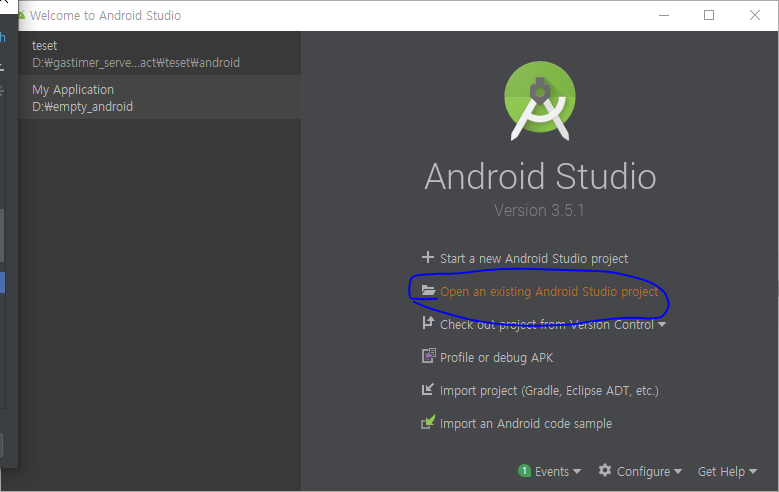 Welcome to Android Studio
teset
D:₩gastimer_serve...act₩teset₩android
My Application
D:₩empty_android
Android Studio
Version 3.5.1
Start a new Android Studio project
Open an existing Android Studio project
Check out project from Version Control
Profile or debug APK
Import project (Gradle, Eclipse ADT, etc.)
Import an Android code sample
1 Events
Configure
Get Help